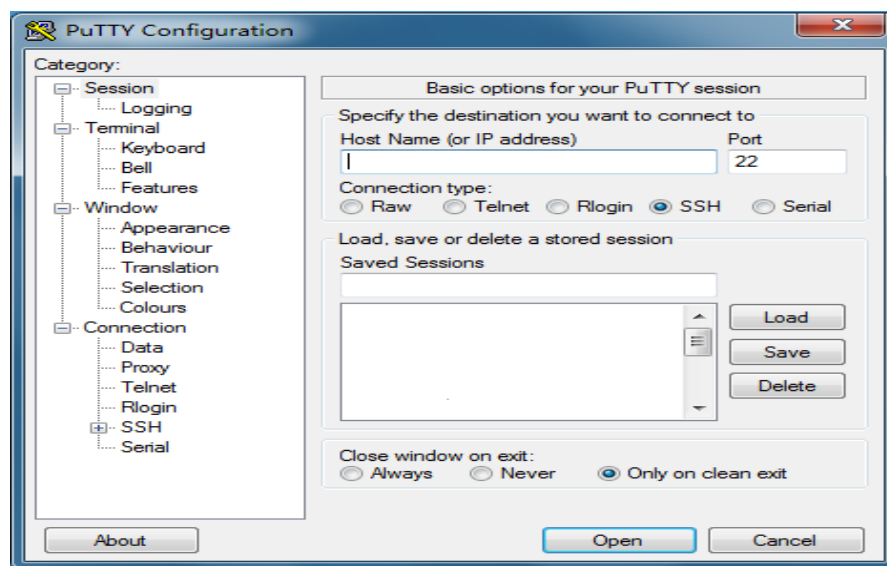 PuTTY Configuration
Category:
Session
Logging
Terminal
Keyboard
Bell
Features
Window
Appearance
Behaviour
Translation
Selection
Colours
Connection
Data
Proxy
Telnet
Rlogin
SSH
Serial
Basic options for your PuTTY session
Specify the destination you want to connect to
Host Name (or IP address) Port
22
Connection type:
Raw Telnet Rlogin SSH Serial
Load, save or delete a stored session
Saved Sessions
Load
Save
Delete
Close window on exit:
Always Never Only on clean exit
About Open Cancel